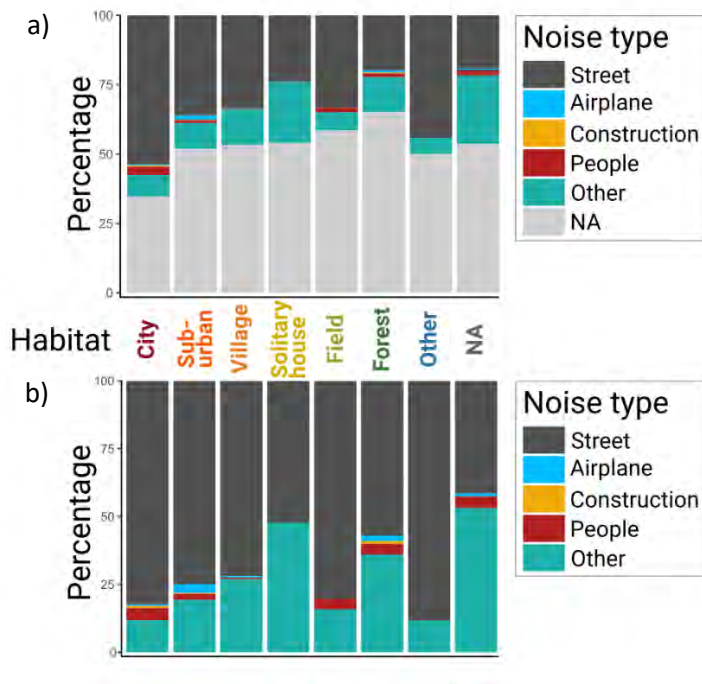 a)
Percentage
100
75
50
25
0
Noise type
Street
Airplane
Construction
People
Other
NA
Habitat
City
Sub-
urban
Village
Solitary
house
Field
Forest
Other
NA
b)
Percentage
100
75
50
25
0
Noise type
Street
Airplane
Construction
People
Other